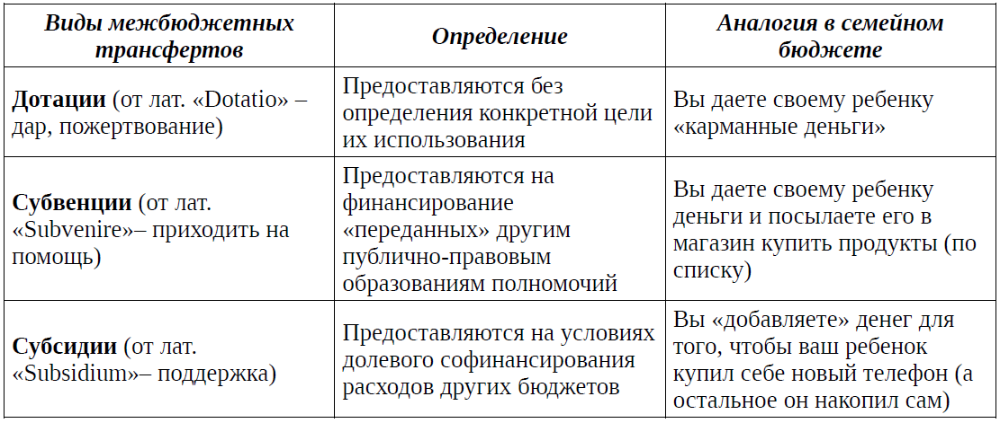 Виды межбюджетных
трансфертов
Определение
Аналогия в семейном
бюджете
Дотации (от лат. «Dotatio» –
дар, пожертвование)
Предоставляются без
определения конкретной цели
их использования
Вы даете своему ребенку
«карманные деньги»
Субвенции (от лат.
«Subvenire»– приходить на
помощь)
Предоставляются на
финансирование
«переданных» другим
публично-правовым
образованиям полномочий
Вы даете своему ребенку
деньги и посылаете его в
магазин купить продукты (по
списку)
Субсидии (от лат.
«Subsidium»– поддержка)
Предоставляются на условиях
долевого софинансирования
расходов других бюджетов
Вы «добавляете» денег для
того, чтобы ваш ребенок
купил себе новый телефон (а
остальное он накопил сам)